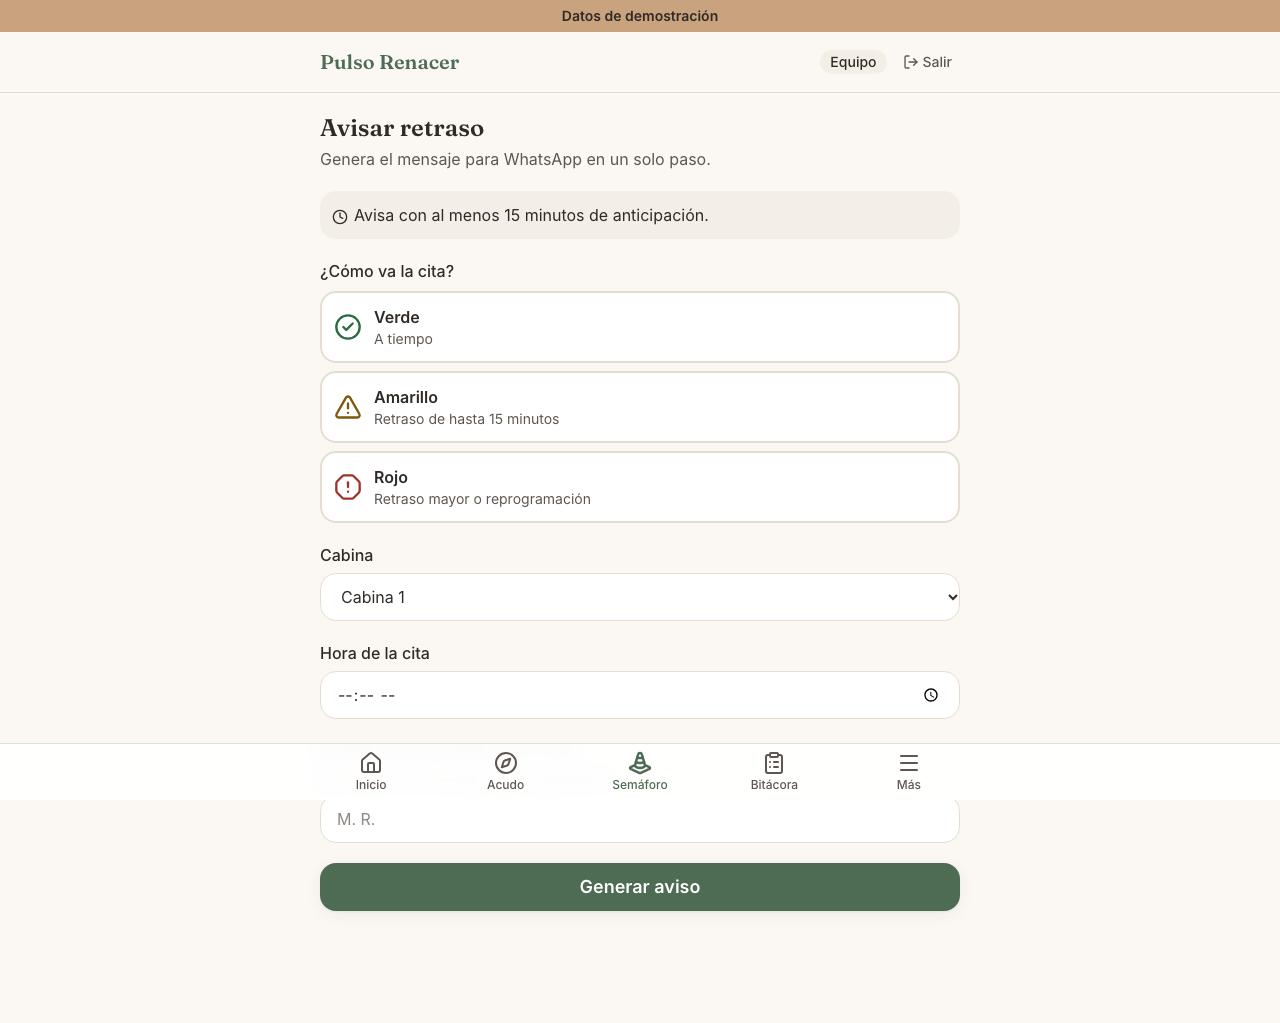 Datos de demostración
Pulso Renacer
Equipo
Salir
Avisar retraso
Genera el mensaje para WhatsApp en un solo paso.
Avisa con al menos 15 minutos de anticipación.
¿Cómo va la cita?
Verde
A tiempo
Amarillo
Retraso de hasta 15 minutos
Rojo
Retraso mayor o reprogramación
Cabina
Cabina 1
Hora de la cita
--:-- --
Inicio
Acudo
Semáforo
Bitácora
Más
M. R.
Generar aviso